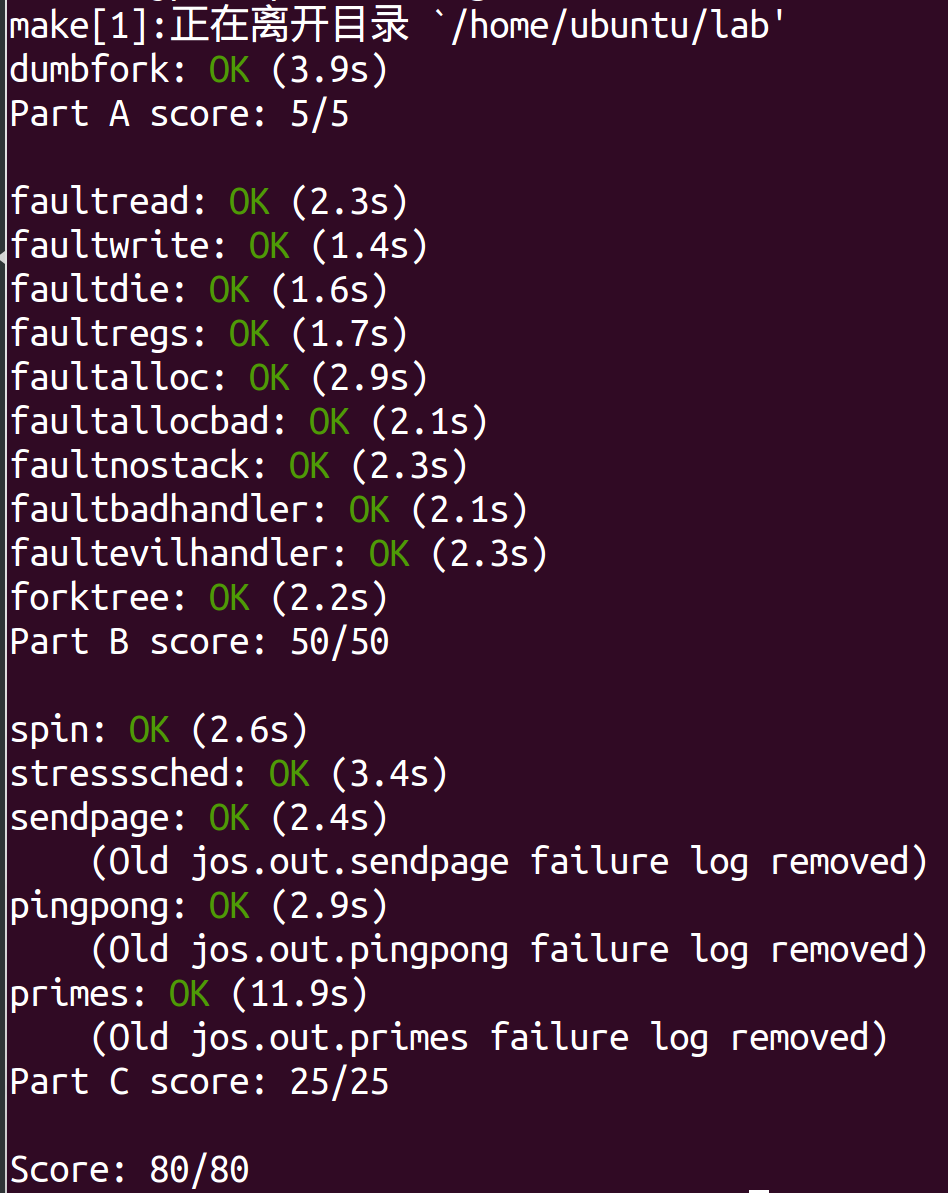 make[1]:正在离开目录 `/home/ubuntu/lab'
dumbfork: OK (3.9s)
Part A score: 5/5
faultread: OK (2.3s)
faultwrite: OK (1.4s)
faultdie: OK (1.6s)
faultregs: OK (1.7s)
faultalloc: OK (2.9s)
faultallocbad: OK (2.1s)
faultnostack: OK (2.3s)
faultbadhandler: OK (2.1s)
faultevilhandler: OK (2.3s)
forktree: OK (2.2s)
Part B score: 50/50
spin: OK (2.6s)
stresssched: OK (3.4s)
sendpage: OK (2.4s)
    (Old jos.out.sendpage failure log removed)
pingpong: OK (2.9s)
    (Old jos.out.pingpong failure log removed)
primes: OK (11.9s)
    (Old jos.out.primes failure log removed)
Part C score: 25/25
Score: 80/80